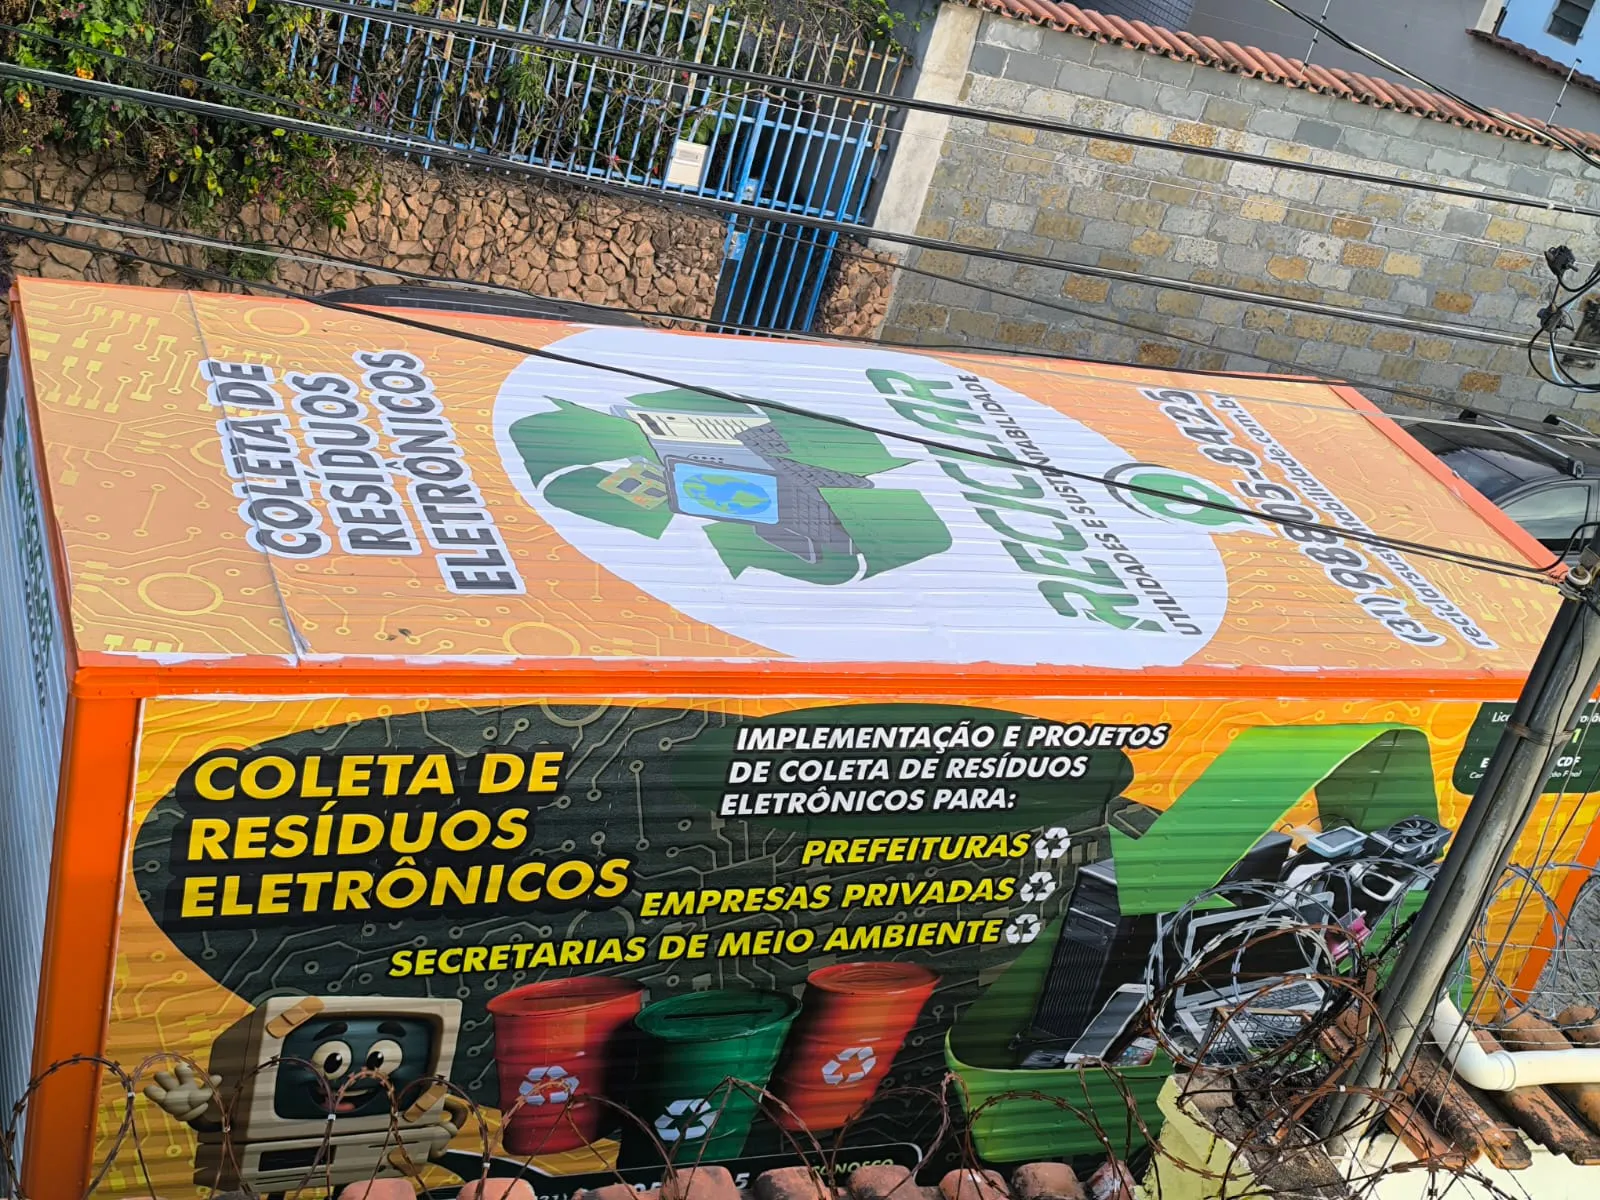 COLETA DE
RESÍDUOS
ELETRÔNICOS
RECICLAR
UTILIDADES E SUSTENTABILIDADE
(31) 98905-8425
COLETA DE
RESÍDUOS
ELETRÔNICOS
IMPLEMENTAÇÃO E PROJETOS
DE COLETA DE RESÍDUOS
ELETRÔNICOS PARA:
PREFEITURAS
EMPRESAS PRIVADAS
SECRETARIAS DE MEIO AMBIENTE